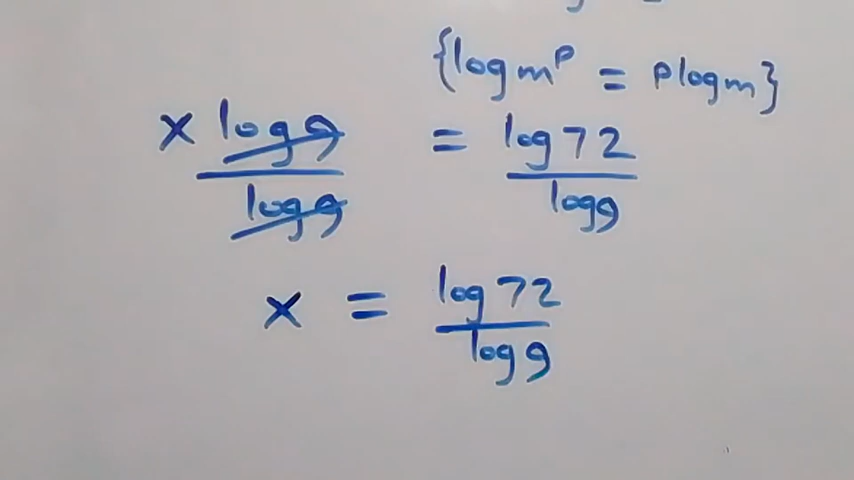 {log m^p = p log m}
x log 9 / log 9 = log 72 / log 9
x = log 72 / log 9